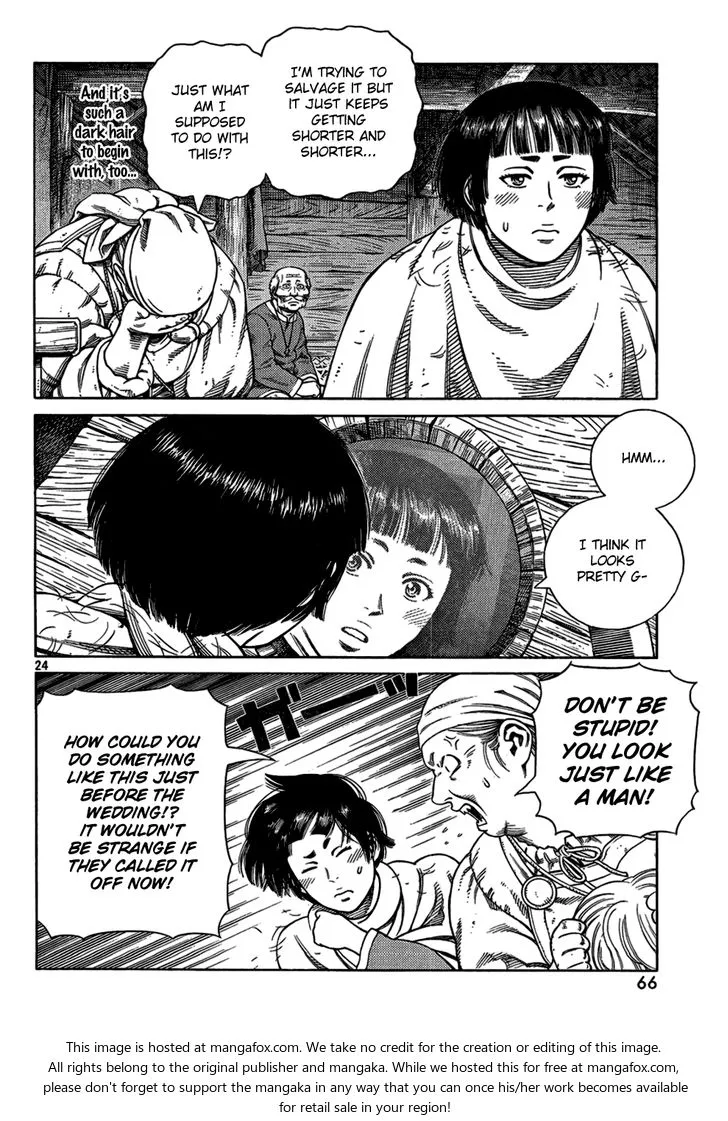 I'M TRYING TO
SALVAGE IT BUT
IT JUST KEEPS
GETTING
SHORTER AND
SHORTER...
JUST WHAT
AM I
SUPPOSED
TO DO WITH
THIS!?
And it's
such a
dark hair
to begin
with, too...
HMM...
I THINK IT
LOOKS
PRETTY G-
24
DON'T BE
STUPID!
YOU LOOK
JUST LIKE
A MAN!
ガーッ
HOW COULD YOU
DO SOMETHING
LIKE THIS JUST
BEFORE THE
WEDDING!?
IT WOULDN'T
BE STRANGE IF
THEY CALLED IT
OFF NOW!
66
This image is hosted at mangafox.com. We take no credit for the creation or editing of this image.
All rights belong to the original publisher and mangaka. While we hosted this for free at mangafox.com,
please don't forget to support the mangaka in any way that you can once his/her work becomes available
for retail sale in your region!